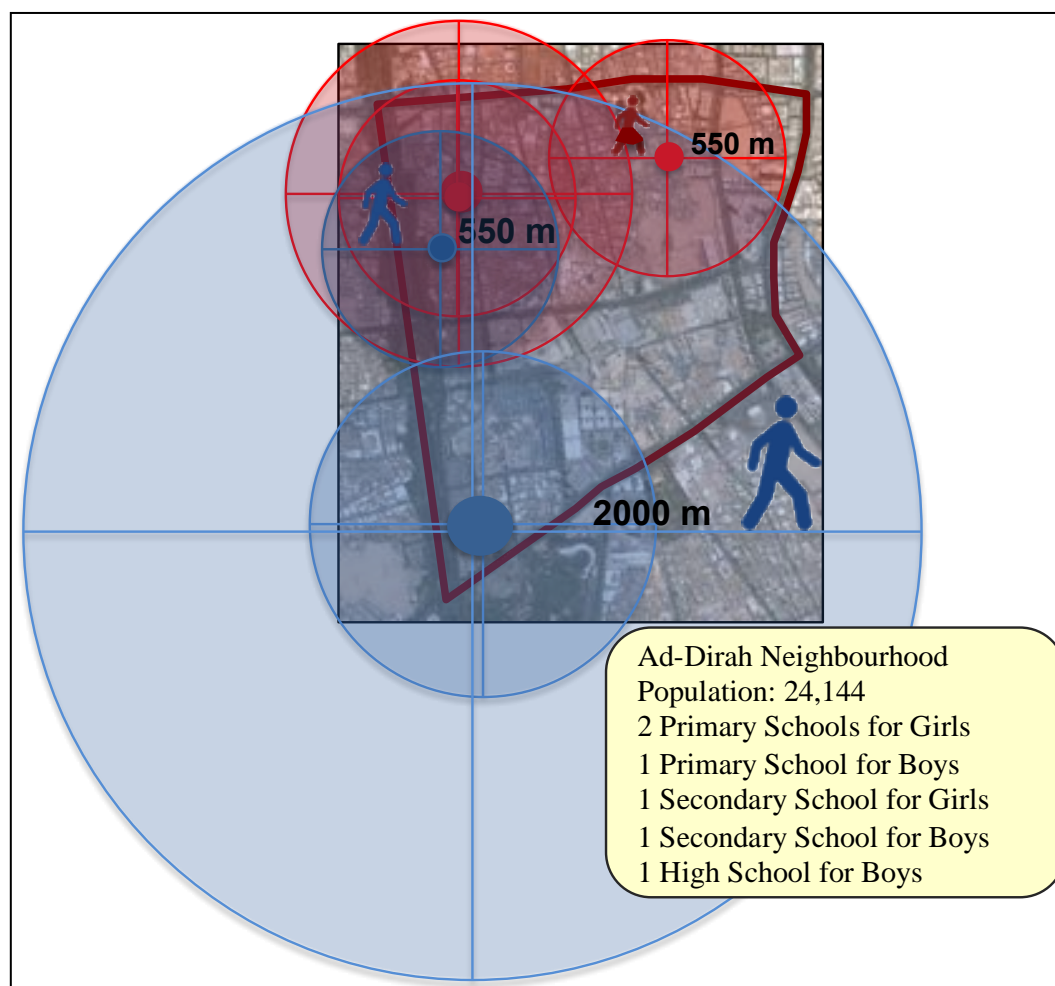 550 m
550 m
2000 m
Ad-Dirah Neighbourhood
Population: 24,144
2 Primary Schools for Girls
1 Primary School for Boys
1 Secondary School for Girls
1 Secondary School for Boys
1 High School for Boys